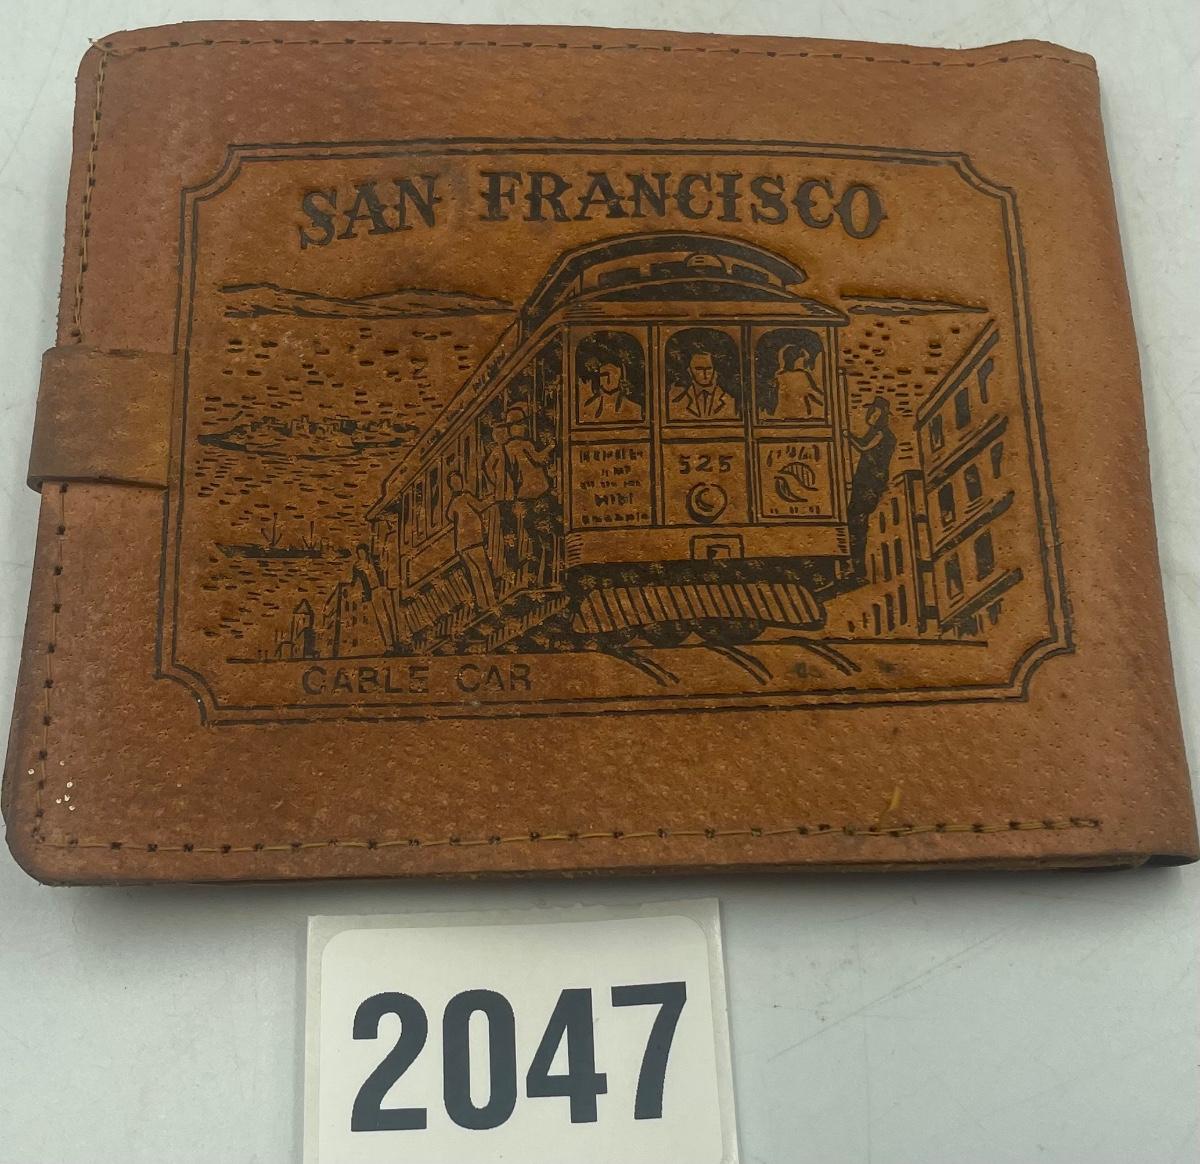 SAN FRANCISCO
525
CABLE CAR
2047